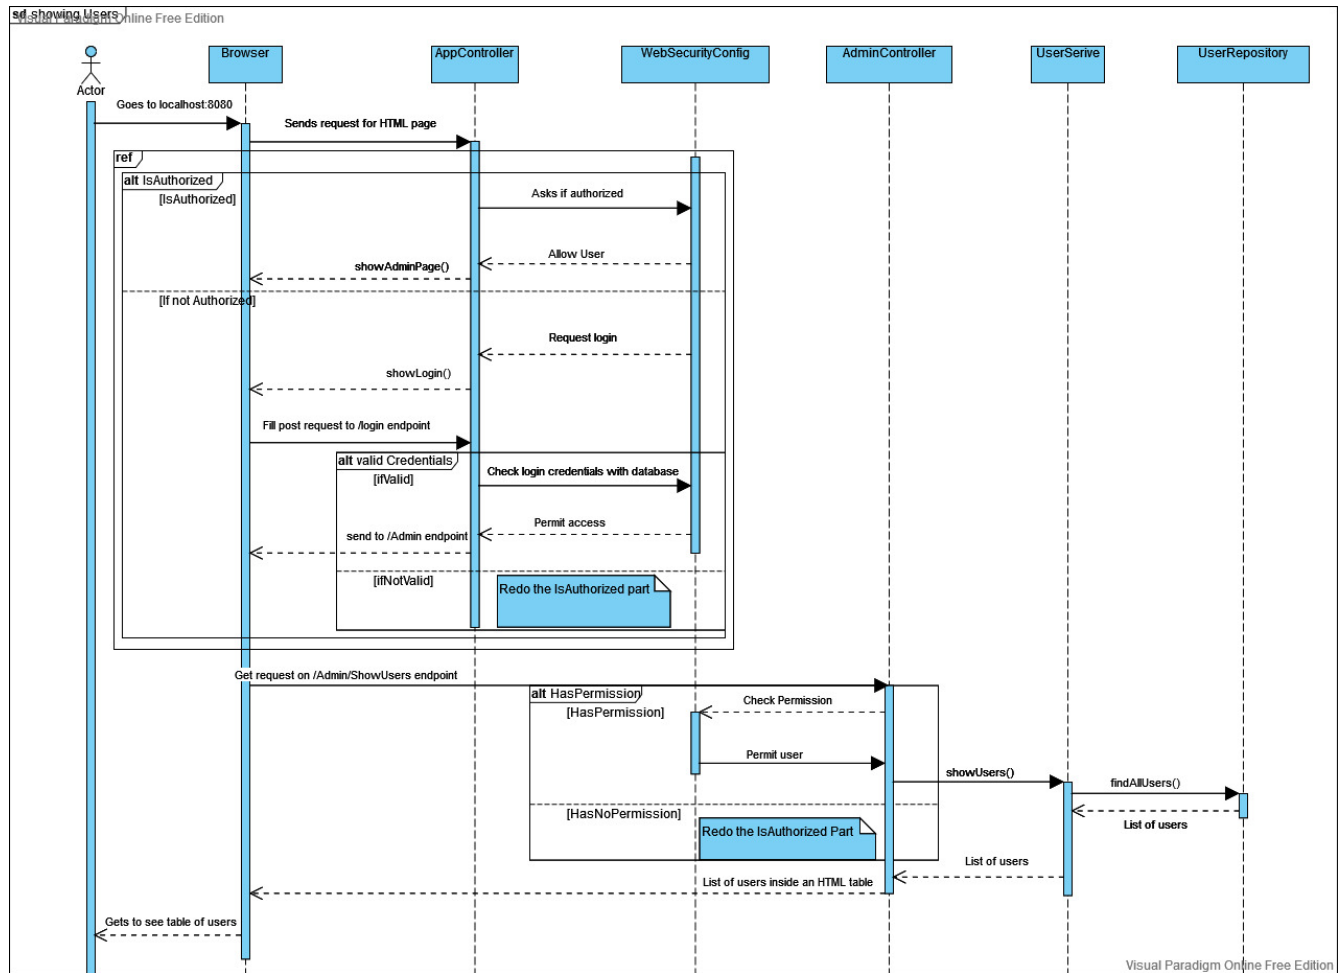 sd showing Users
Visual Paradigm Online Free Edition
Actor
Browser
AppController
WebSecurityConfig
AdminController
UserSerive
UserRepository
Goes to localhost:8080
Sends request for HTML page
ref
alt IsAuthorized
[IsAuthorized]
Asks if authorized
Allow User
showAdminPage()
[If not Authorized]
Request login
showLogin()
Fill post request to /login endpoint
alt valid Credentials
[ifValid]
Check login credentials with database
Permit access
send to /Admin endpoint
[ifNotValid]
Redo the IsAuthorized part
Get request on /Admin/ShowUsers endpoint
alt HasPermission
[HasPermission]
Check Permission
Permit user
showUsers()
findAllUsers()
List of users
[HasNoPermission]
Redo the IsAuthorized Part
List of users
List of users inside an HTML table
Gets to see table of users
Visual Paradigm Online Free Edition